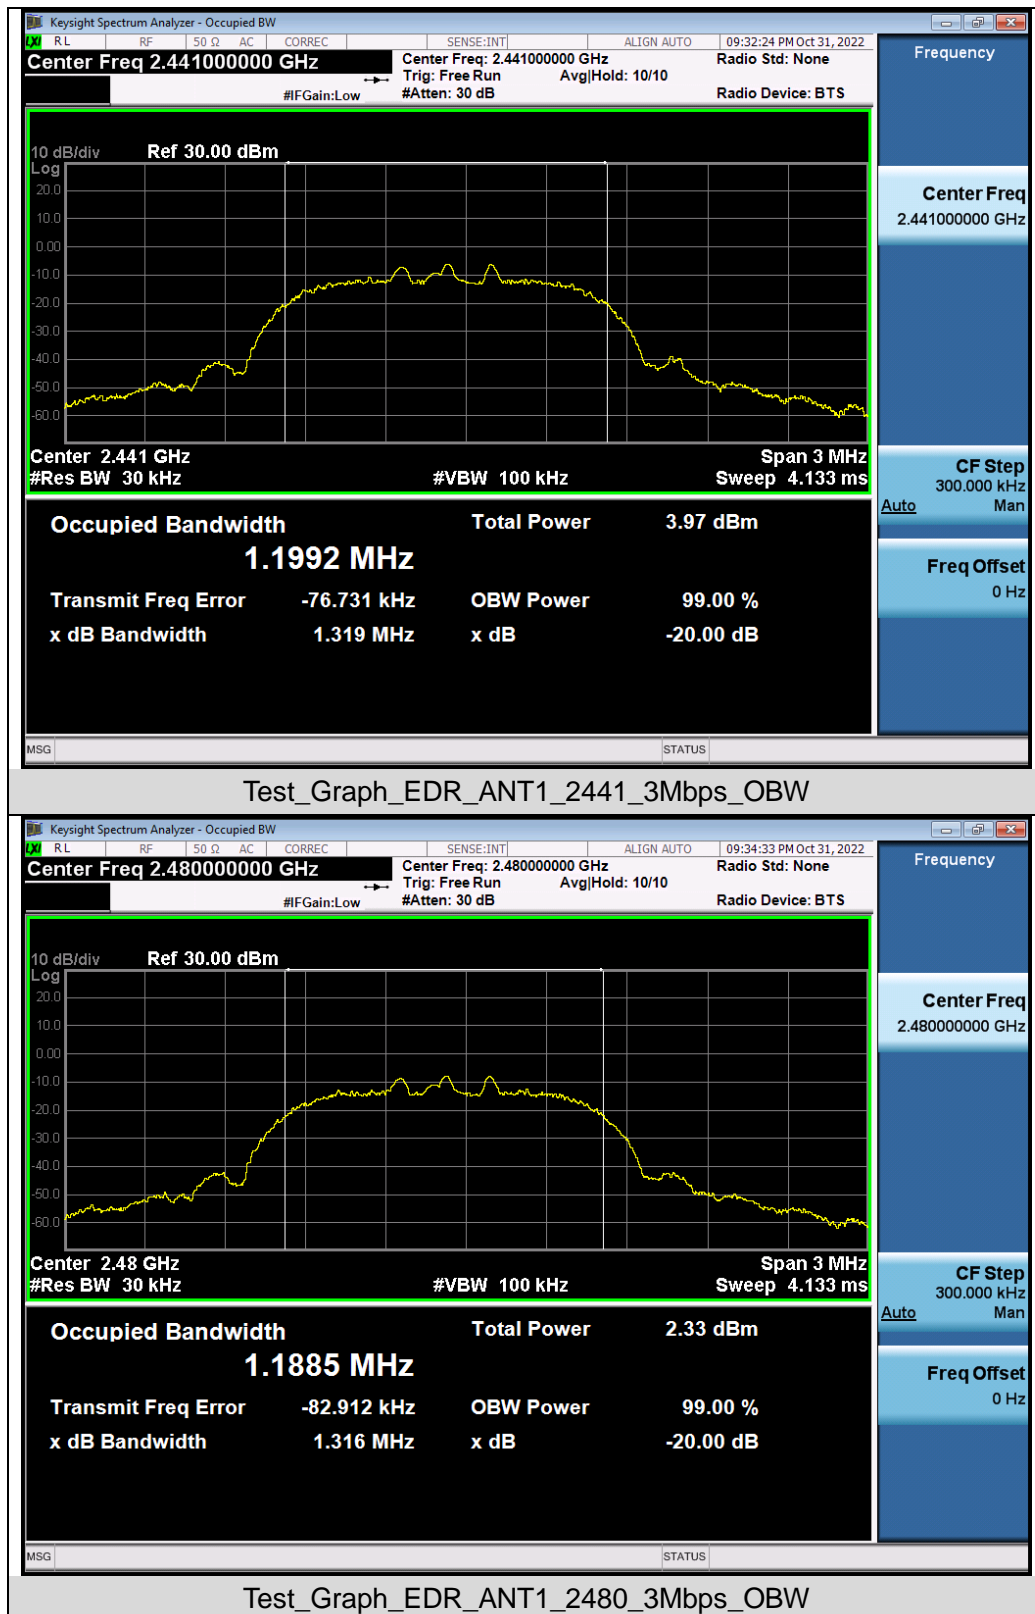 Keysight Spectrum Analyzer - Occupied BW
LXI RL RF 50 Ω AC CORREC SENSE:INT ALIGN AUTO 09:32:24 PM Oct 31, 2022
Center Freq 2.441000000 GHz
Center Freq: 2.441000000 GHz Radio Std: None
Trig: Free Run Avg|Hold: 10/10
#IFGain:Low #Atten: 30 dB Radio Device: BTS
Frequency
10 dB/div Ref 30.00 dBm
Log
20.0
10.0
0.00
-10.0
-20.0
-30.0
-40.0
-50.0
-60.0
Center 2.441 GHz Span 3 MHz
#Res BW 30 kHz #VBW 100 kHz Sweep 4.133 ms
Center Freq
2.441000000 GHz
CF Step
300.000 kHz
Auto Man
Freq Offset
0 Hz
Occupied Bandwidth Total Power 3.97 dBm
1.1992 MHz
Transmit Freq Error -76.731 kHz OBW Power 99.00 %
x dB Bandwidth 1.319 MHz x dB -20.00 dB
MSG STATUS
Test_Graph_EDR_ANT1_2441_3Mbps_OBW
Keysight Spectrum Analyzer - Occupied BW
LXI RL RF 50 Ω AC CORREC SENSE:INT ALIGN AUTO 09:34:33 PM Oct 31, 2022
Center Freq 2.480000000 GHz
Center Freq: 2.480000000 GHz Radio Std: None
Trig: Free Run Avg|Hold: 10/10
#IFGain:Low #Atten: 30 dB Radio Device: BTS
Frequency
10 dB/div Ref 30.00 dBm
Log
20.0
10.0
0.00
-10.0
-20.0
-30.0
-40.0
-50.0
-60.0
Center 2.48 GHz Span 3 MHz
#Res BW 30 kHz #VBW 100 kHz Sweep 4.133 ms
Center Freq
2.480000000 GHz
CF Step
300.000 kHz
Auto Man
Freq Offset
0 Hz
Occupied Bandwidth Total Power 2.33 dBm
1.1885 MHz
Transmit Freq Error -82.912 kHz OBW Power 99.00 %
x dB Bandwidth 1.316 MHz x dB -20.00 dB
MSG STATUS
Test_Graph_EDR_ANT1_2480_3Mbps_OBW